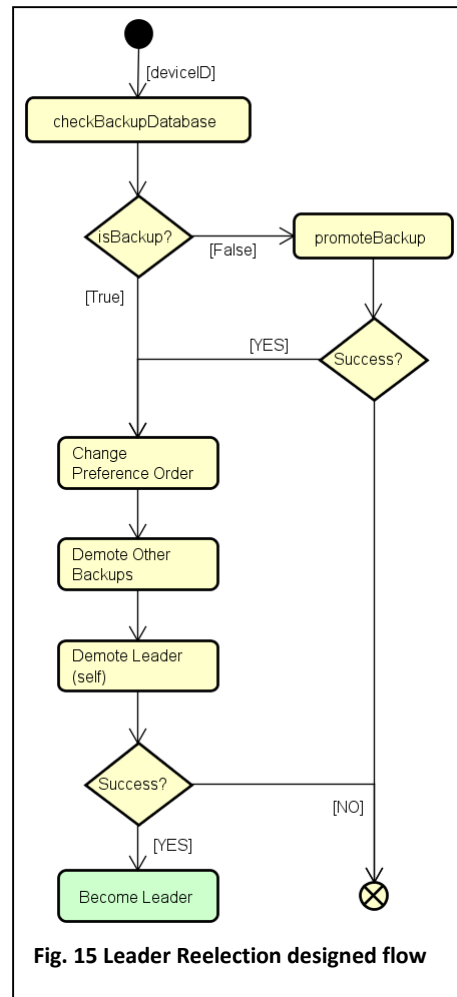 [deviceID]
checkBackupDatabase
isBackup?
[False]
promoteBackup
[True]
[YES]
Success?
Change
Preference Order
Demote Other
Backups
Demote Leader
(self)
Success?
[NO]
[YES]
Become Leader
Fig. 15 Leader Reelection designed flow